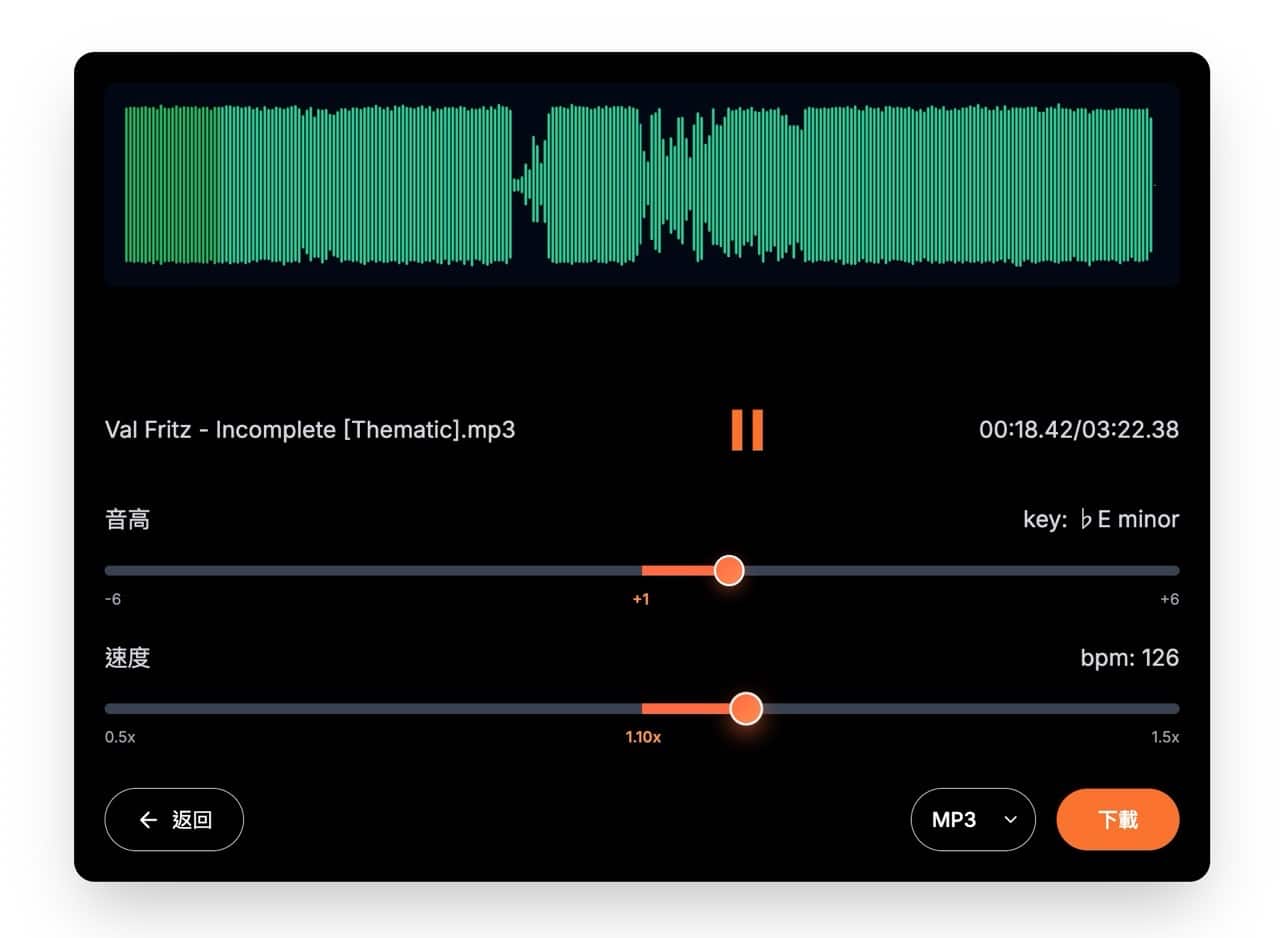 Val Fritz - Incomplete [Thematic].mp3 00:18.42/03:22.38
音高 key: ♭E minor
-6 +1 +6
速度 bpm: 126
0.5x 1.10x 1.5x
← 返回 MP3 下載